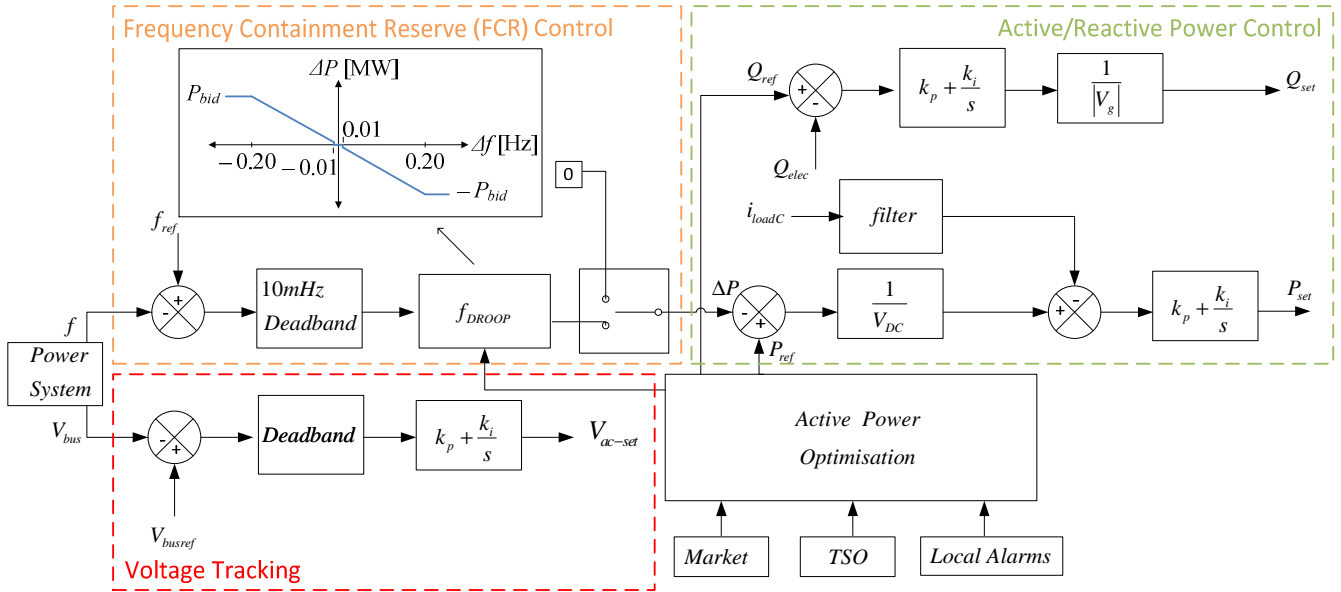 Frequency Containment Reserve (FCR) Control
Active/Reactive Power Control
ΔP [MW]
P_bid
0.01
Δf [Hz]
−0.20
−0.01
0.20
−P_bid
0
f_ref
+
-
10mHz
Deadband
f_DROOP
f
Power
System
V_bus
-
+
Deadband
k_p + k_i/s
V_ac-set
V_busref
Voltage Tracking
Q_ref
+
-
k_p + k_i/s
1/|V_g|
Q_set
Q_elec
i_loadC
filter
ΔP
-
+
1/V_DC
-
+
k_p + k_i/s
P_set
P_ref
Active Power
Optimisation
Market
TSO
Local Alarms